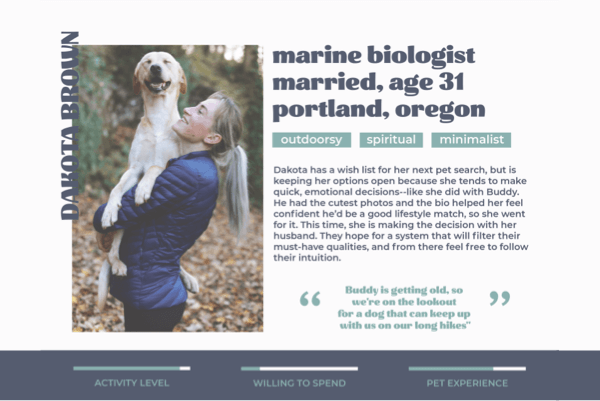 DAKOTA BROWN
marine biologist
married, age 31
portland, oregon
outdoorsy
spiritual
minimalist
Dakota has a wish list for her next pet search, but is
keeping her options open because she tends to make
quick, emotional decisions--like she did with Buddy.
He had the cutest photos and the bio helped her feel
confident he'd be a good lifestyle match, so she went
for it. This time, she is making the decision with her
husband. They hope for a system that will filter their
must-have qualities, and from there feel free to follow
their intuition.
“ Buddy is getting old, so ”
we're on the lookout
for a dog that can keep up
with us on our long hikes"
ACTIVITY LEVEL
WILLING TO SPEND
PET EXPERIENCE